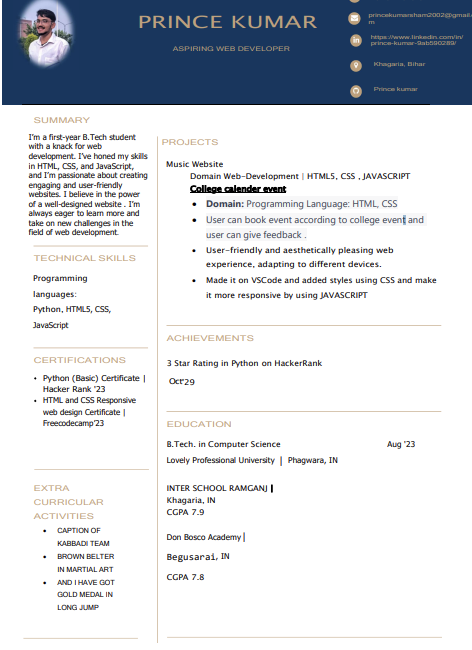 PRINCE KUMAR
ASPIRING WEB DEVELOPER
princekumarsham2002@gmail.co
m
https://www.linkedin.com/in/
prince-kumar-9ab590289/
Khagaria, Bihar
Prince kumar
SUMMARY
I'm a first-year B.Tech student
with a knack for web
development. I've honed my skills
in HTML, CSS, and JavaScript,
and I'm passionate about creating
engaging and user-friendly
websites. I believe in the power
of a well-designed website . I'm
always eager to learn more and
take on new challenges in the
field of web development.
TECHNICAL SKILLS
Programming
languages:
Python, HTML5, CSS,
JavaScript
CERTIFICATIONS
• Python (Basic) Certificate |
Hacker Rank '23
• HTML and CSS Responsive
web design Certificate |
Freecodecamp'23
EXTRA
CURRICULAR
ACTIVITIES
• CAPTION OF
KABBADI TEAM
• BROWN BELTER
IN MARTIAL ART
• AND I HAVE GOT
GOLD MEDAL IN
LONG JUMP
PROJECTS
Music Website
Domain Web-Development | HTML5, CSS , JAVASCRIPT
College calender event
• Domain: Programming Language: HTML, CSS
• User can book event according to college event and
user can give feedback .
• User-friendly and aesthetically pleasing web
experience, adapting to different devices.
• Made it on VSCode and added styles using CSS and make
it more responsive by using JAVASCRIPT
ACHIEVEMENTS
3 Star Rating in Python on HackerRank
Oct'29
EDUCATION
B.Tech. in Computer Science Aug '23
Lovely Professional University | Phagwara, IN
INTER SCHOOL RAMGANJ |
Khagaria, IN
CGPA 7.9
Don Bosco Academy |
Begusarai, IN
CGPA 7.8